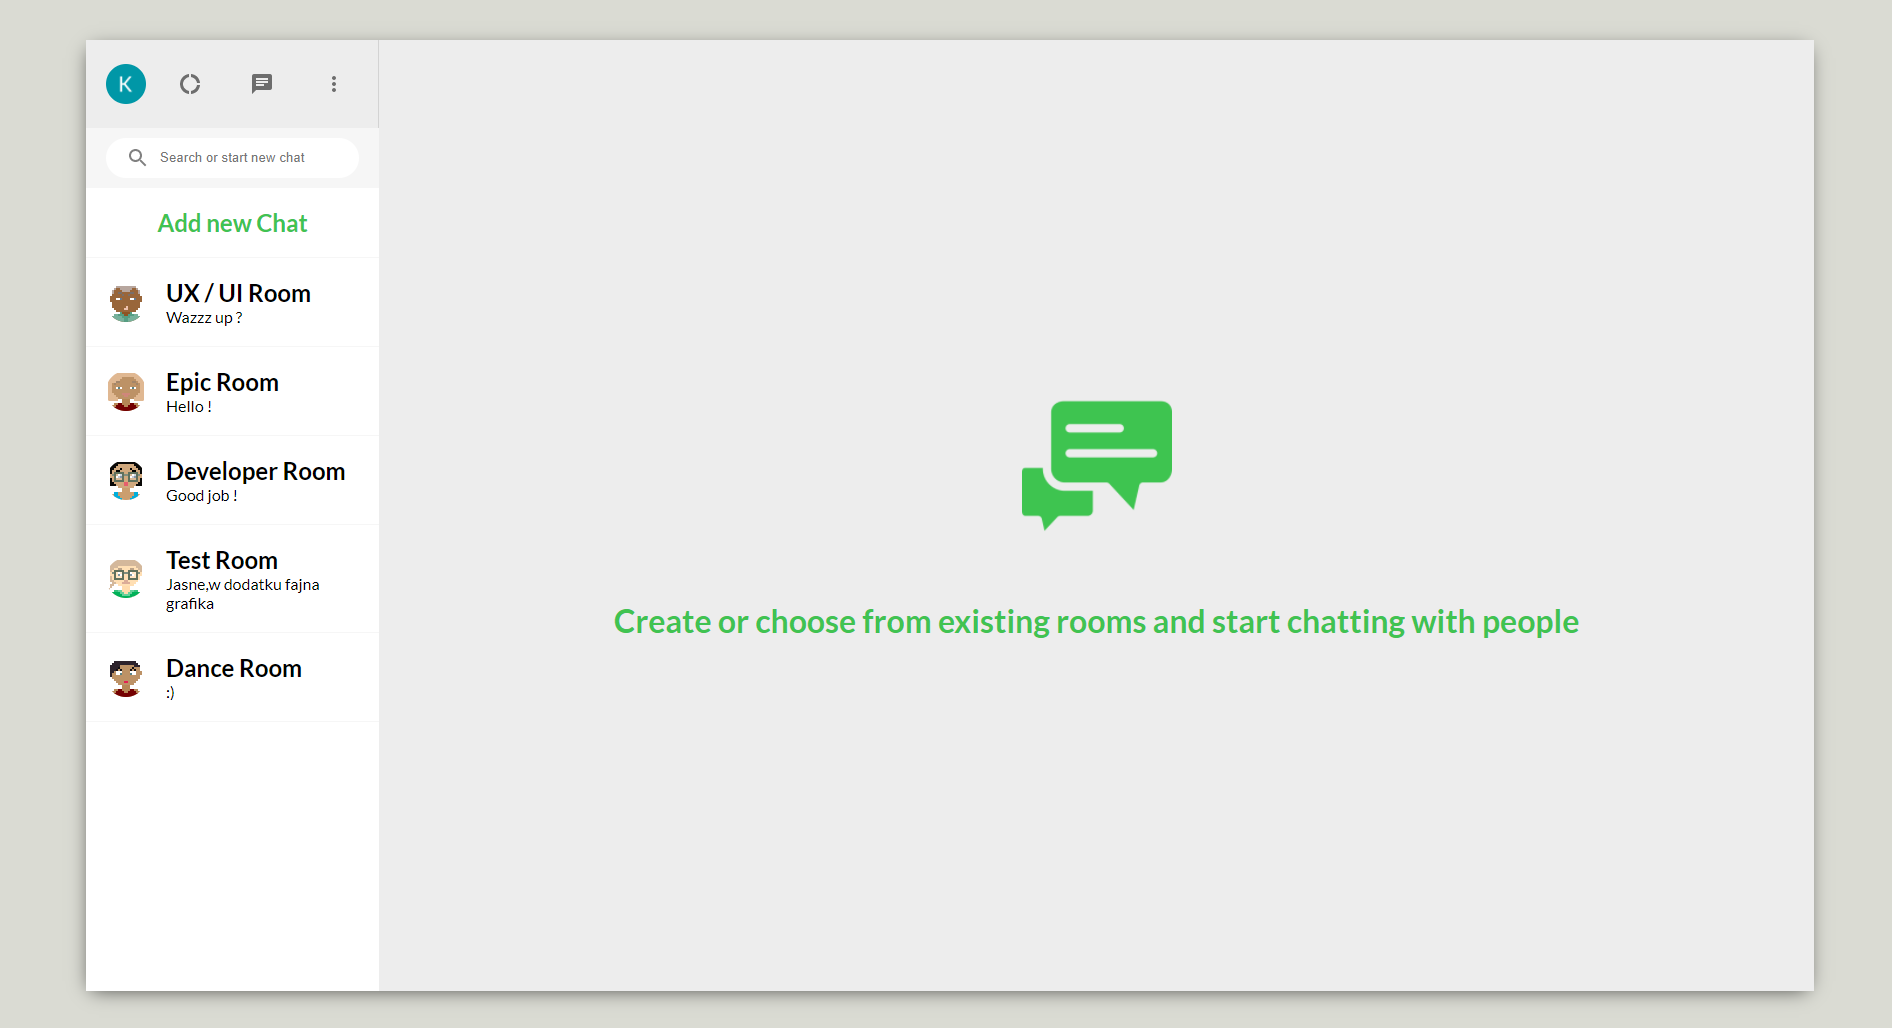 K
Search or start new chat
Add new Chat
UX / UI Room
Wazzz up ?
Epic Room
Hello !
Developer Room
Good job !
Test Room
Jasne,w dodatku fajna
grafika
Dance Room
:)
Create or choose from existing rooms and start chatting with people